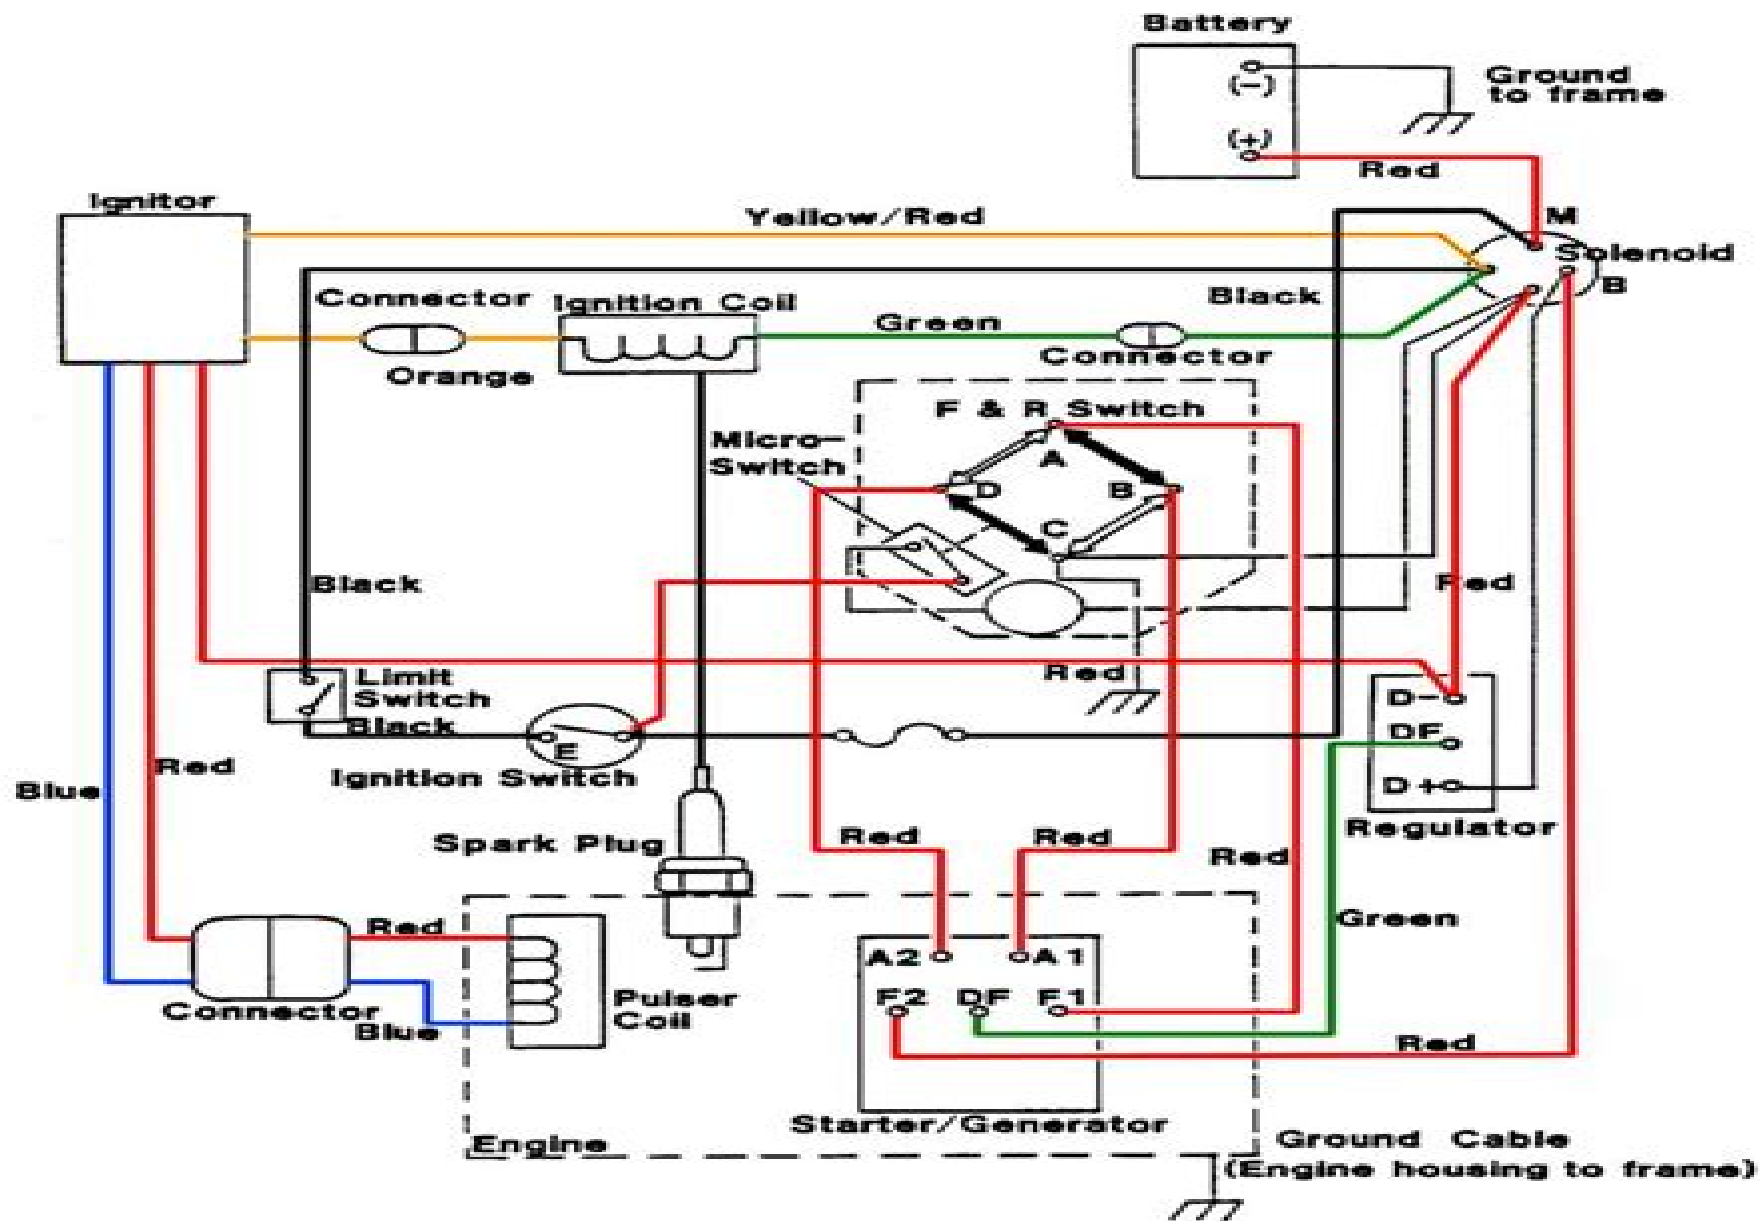 Battery
(-)
Ground
to frame
(+)
Red
Ignitor
Yellow/Red
M
Solenoid
B
Connector
Ignition Coil
Black
Green
Connector
Orange
F & R Switch
Micro-
Switch
A
D
B
C
Black
Red
Red
Limit
Switch
Black
D-
DF
E
Ignition Switch
Red
Blue
D+
Regulator
Spark Plug
Red
Red
Red
Red
Green
A2
A1
F2
DF
F1
Connector
Blue
Pulser
Coil
Red
Starter/Generator
Engine
Ground Cable
(Engine housing to frame)